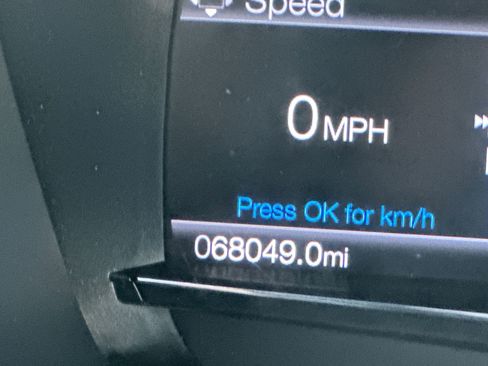 Speed
0 MPH
Press OK for km/h
068049.0mi